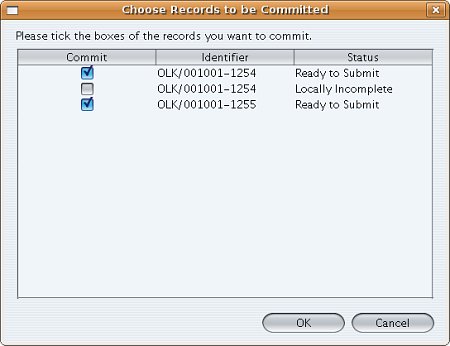 Choose Records to be Committed
Please tick the boxes of the records you want to commit.
Commit Identifier Status
OLK/001001-1254 Ready to Submit
OLK/001001-1254 Locally Incomplete
OLK/001001-1255 Ready to Submit
OK Cancel